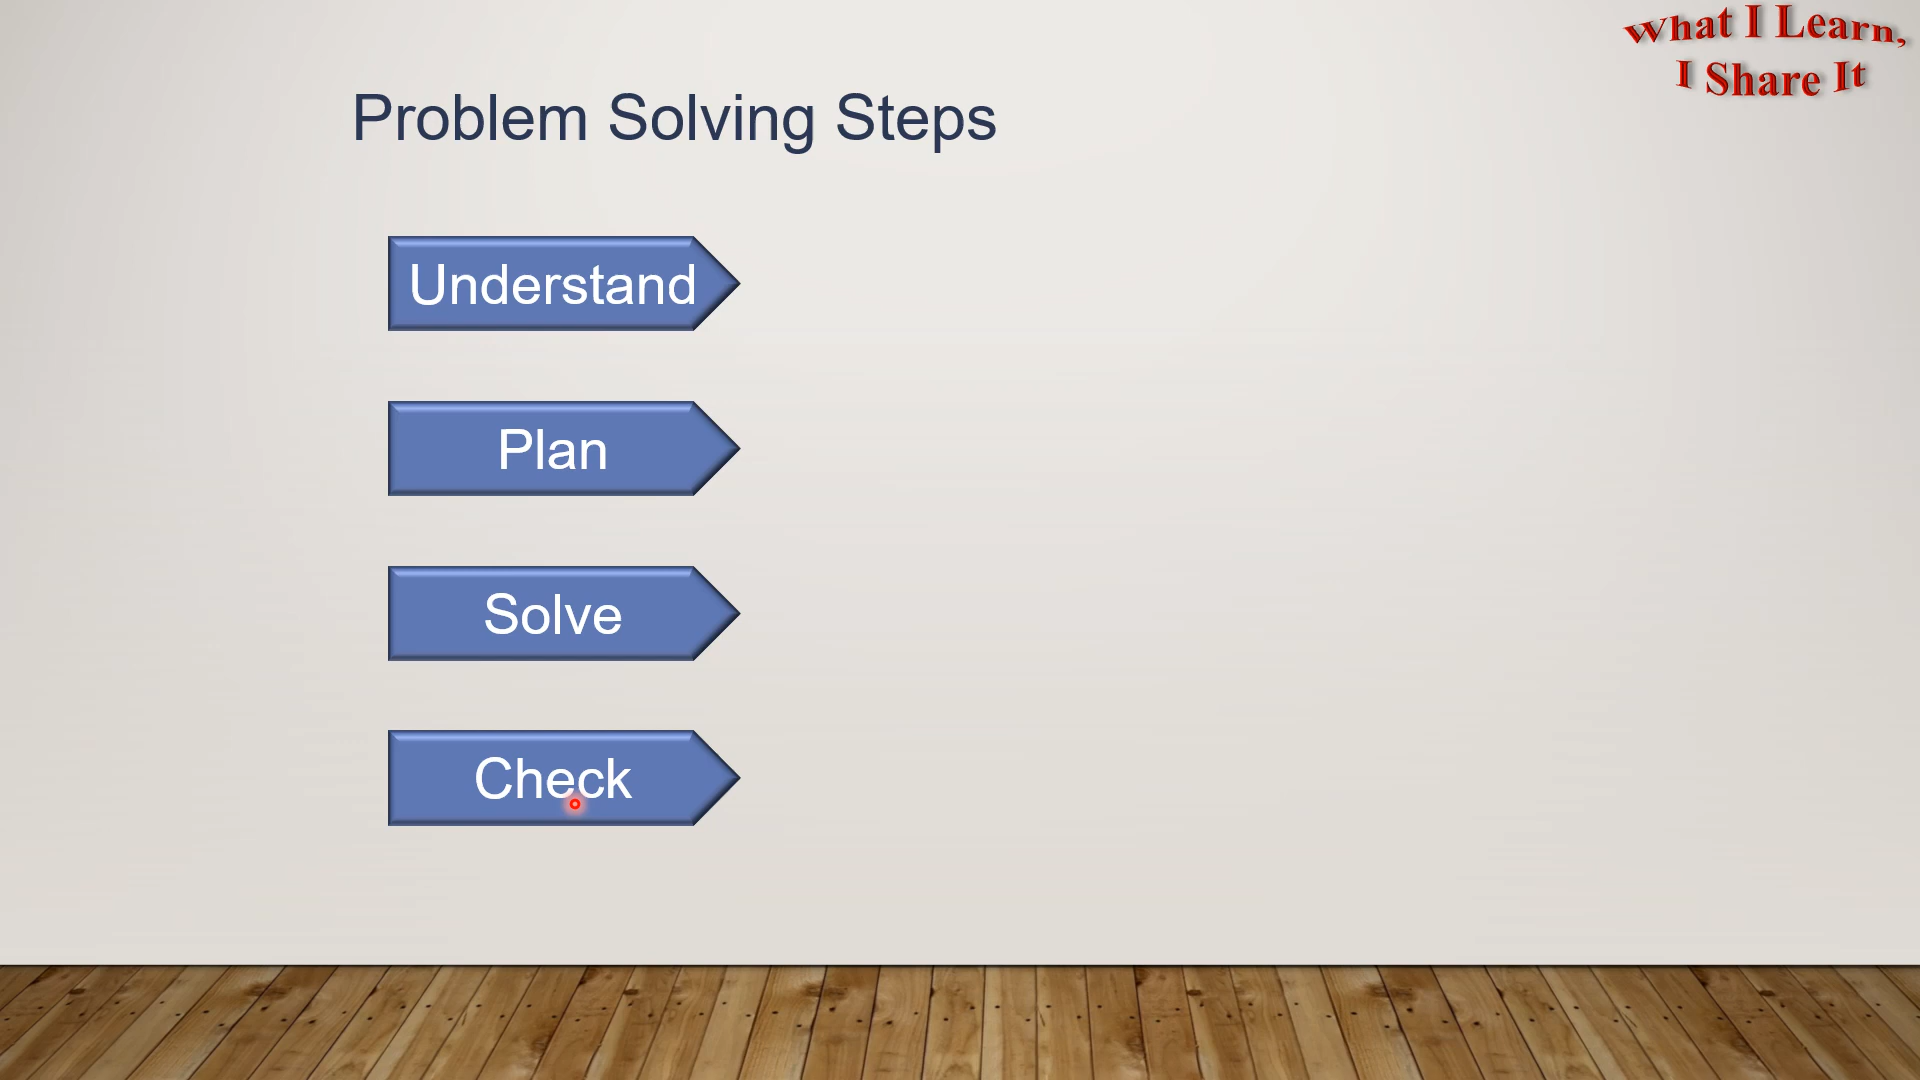 What I Learn,
I Share It
Problem Solving Steps
Understand
Plan
Solve
Check